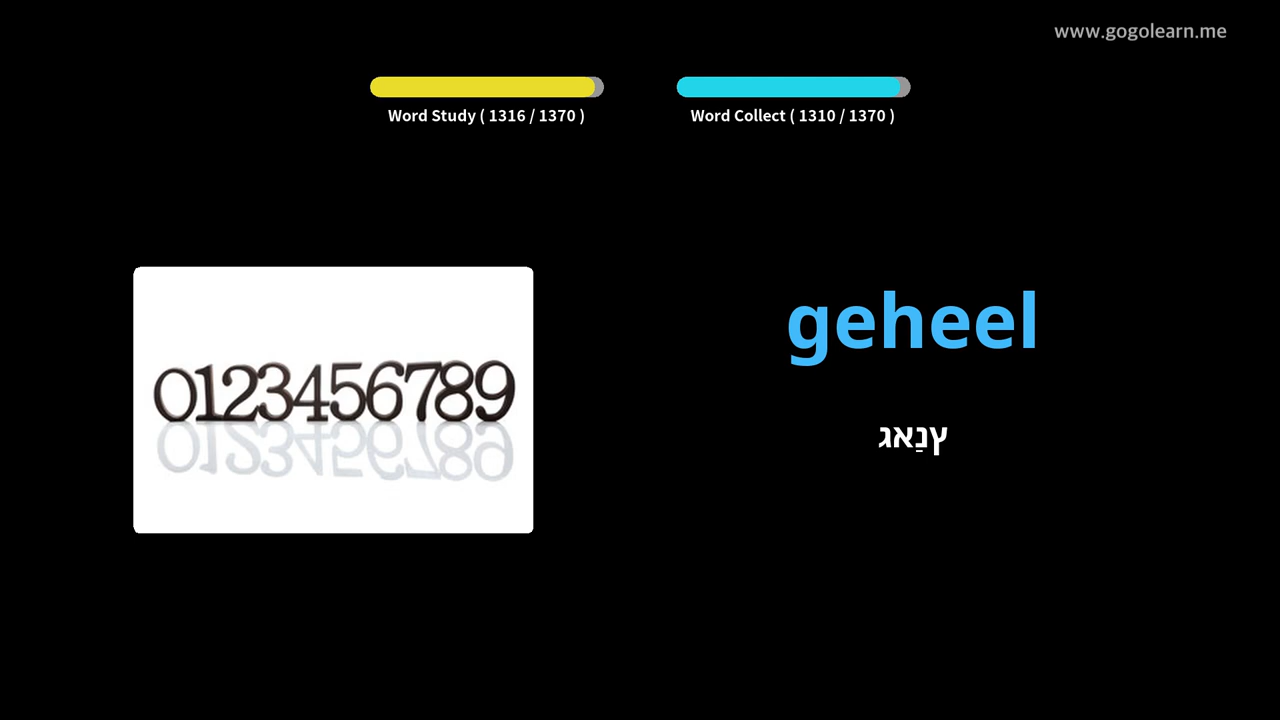 www.gogolearn.me
Word Study ( 1316 / 1370 )
Word Collect ( 1310 / 1370 )
0123456789
geheel
גאַנץ